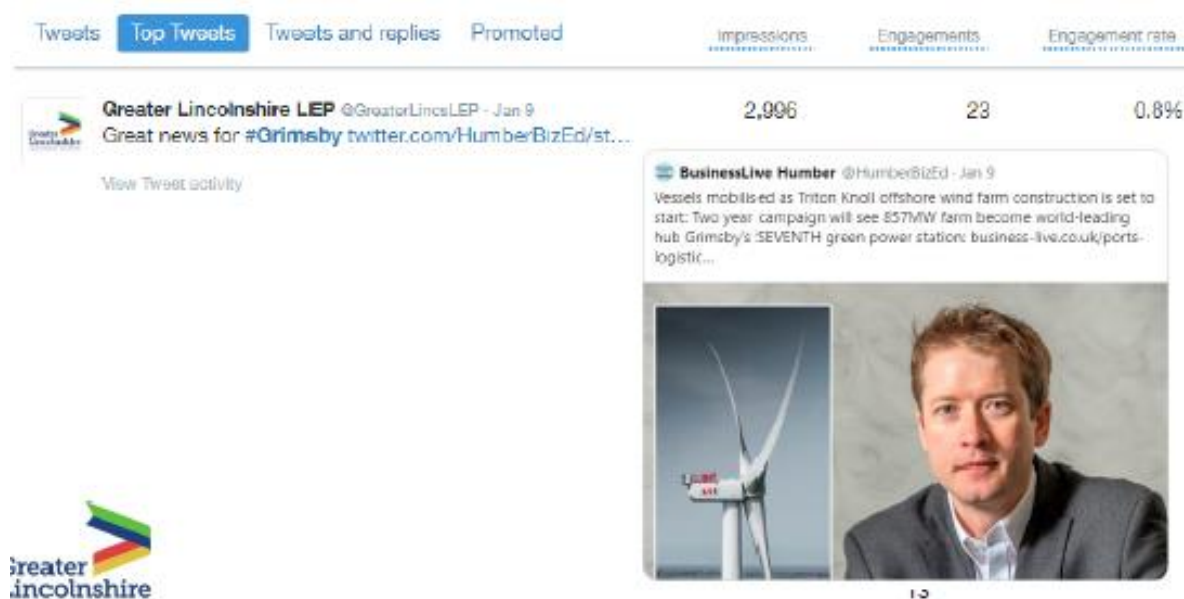 Tweets Top Tweets Tweets and replies Promoted Impressions Engagements Engagement rate
Greater Lincolnshire LEP @GreaterLincsLEP · Jan 9 2,996 23 0.8%
Great news for #Grimsby twitter.com/HumberBizEd/st...
View Tweet activity
BusinessLive Humber @HumberBizEd · Jan 9
Vessels mobilised as Triton Knoll offshore wind farm construction is set to
start: Two year campaign will see 857MW farm become world-leading
hub Grimsby's SEVENTH green power station: business-live.co.uk/ports-
logistic...
Greater
Lincolnshire